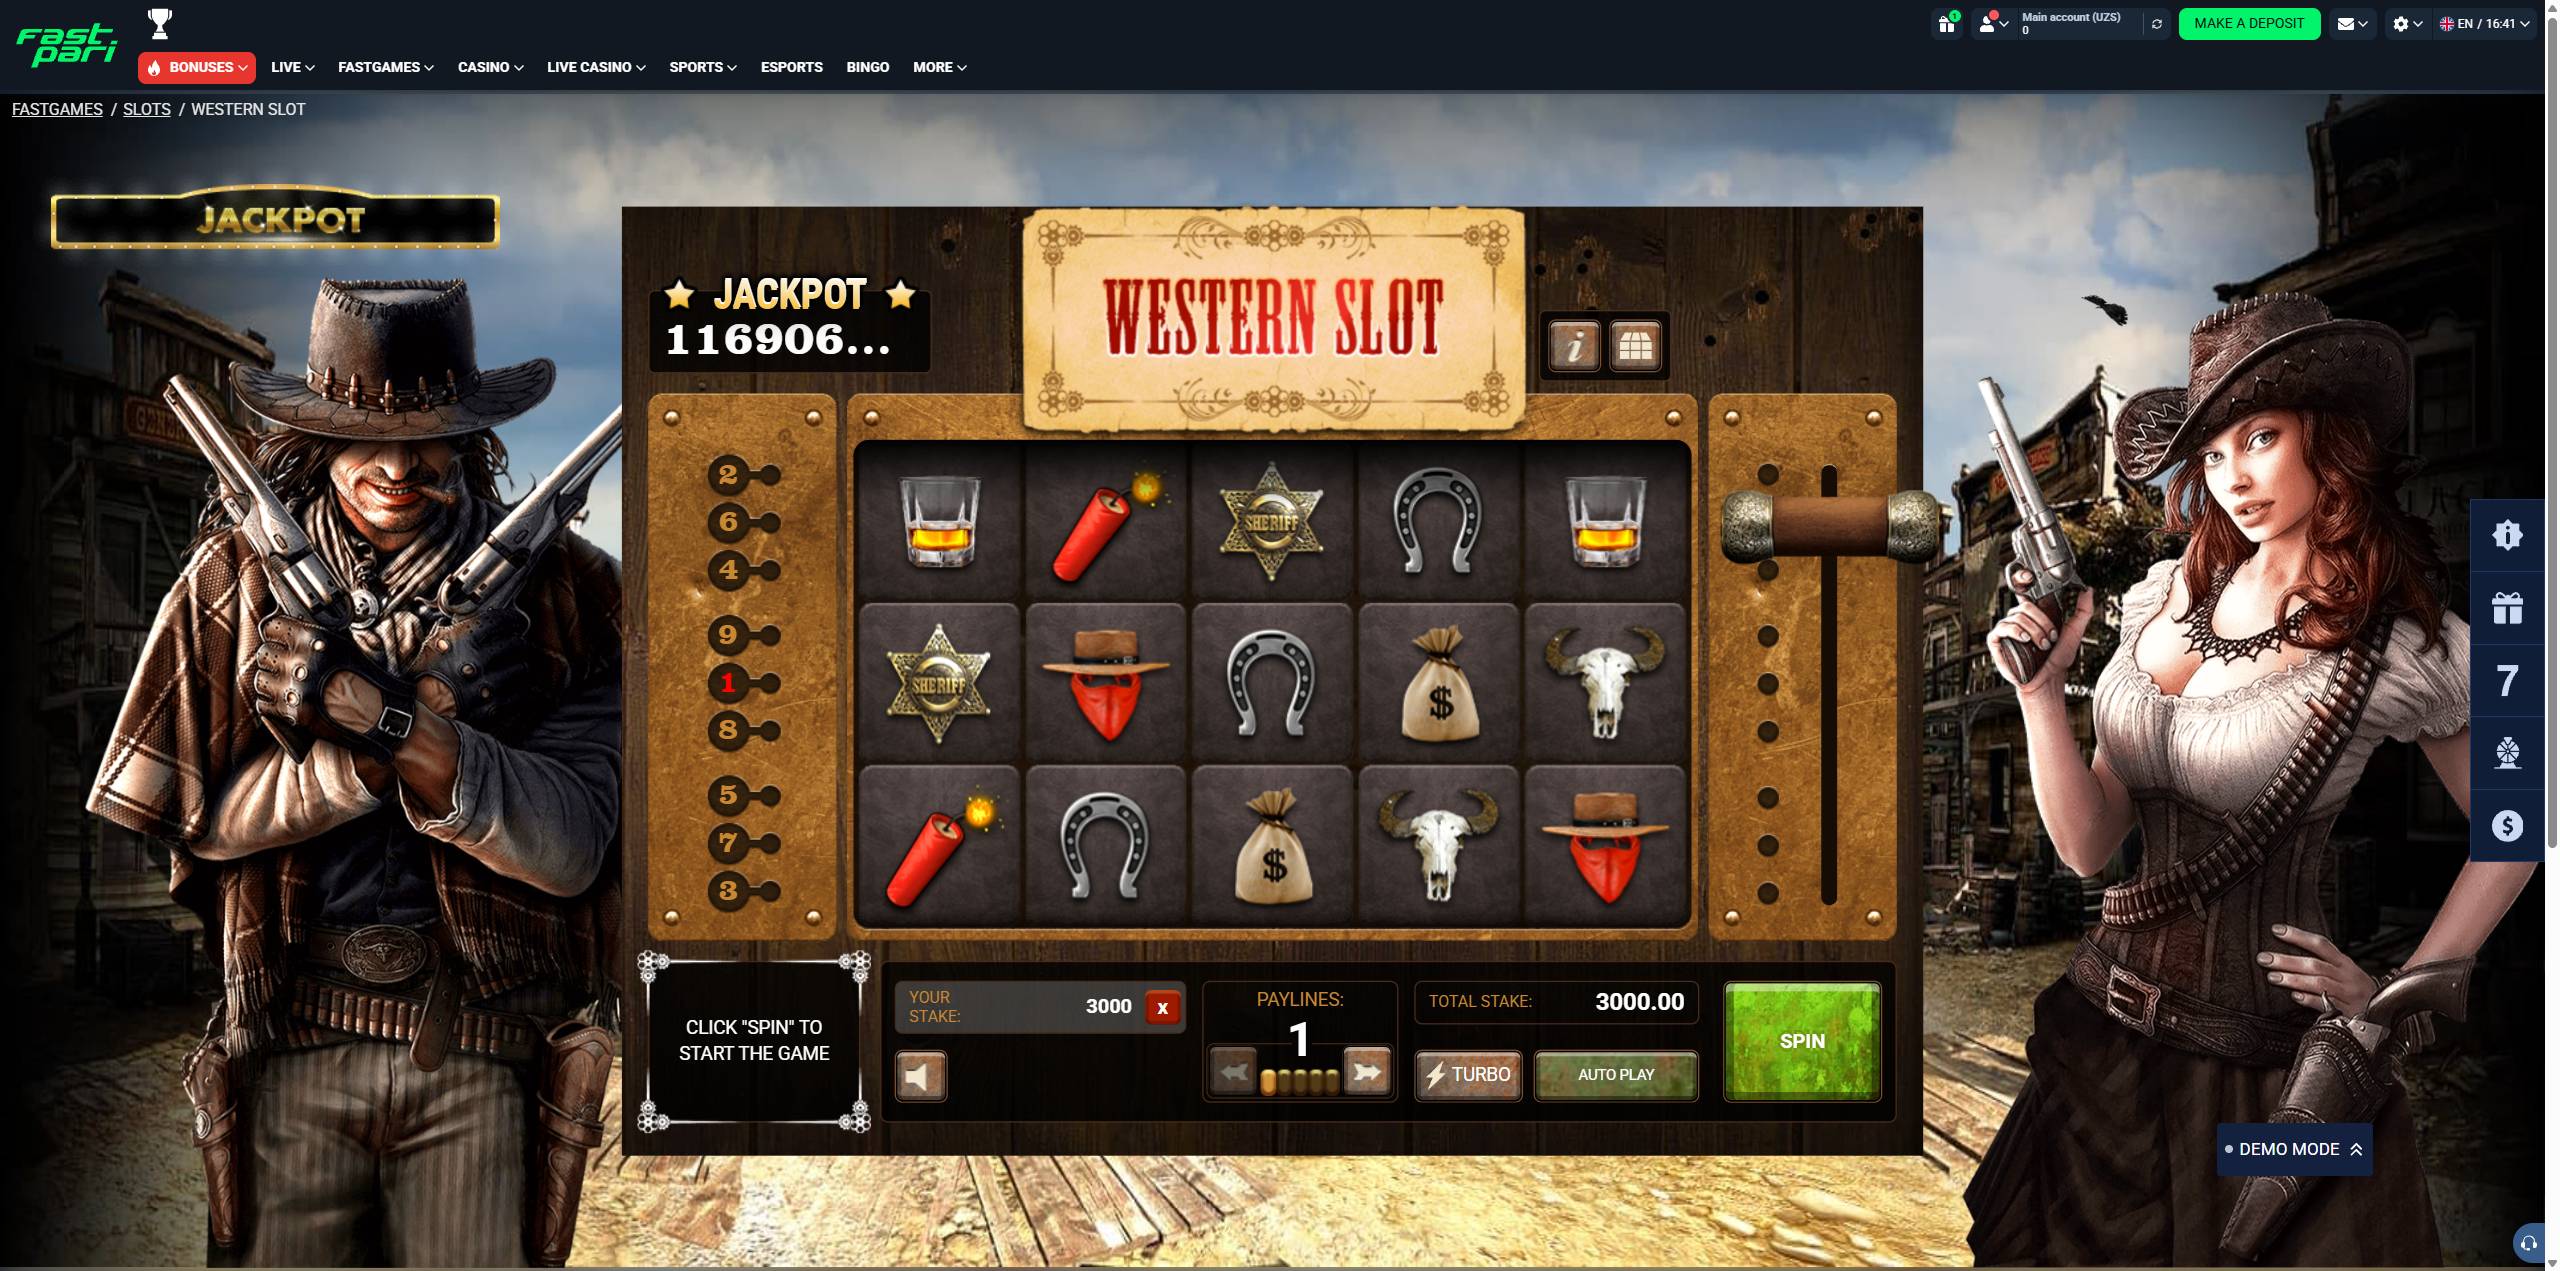 fast
pari
BONUSES
LIVE
FASTGAMES
CASINO
LIVE CASINO
SPORTS
ESPORTS
BINGO
MORE
1
Main account (UZS)
0
MAKE A DEPOSIT
EN / 16:41
FASTGAMES / SLOTS / WESTERN SLOT
JACKPOT
JACKPOT
116906...
WESTERN SLOT
i
2
6
4
9
1
8
5
7
3
SHERIFF
SHERIFF
$
$
7
$
CLICK "SPIN" TO
START THE GAME
YOUR
STAKE:
3000
x
PAYLINES:
1
TOTAL STAKE:
3000.00
TURBO
AUTO PLAY
SPIN
DEMO MODE